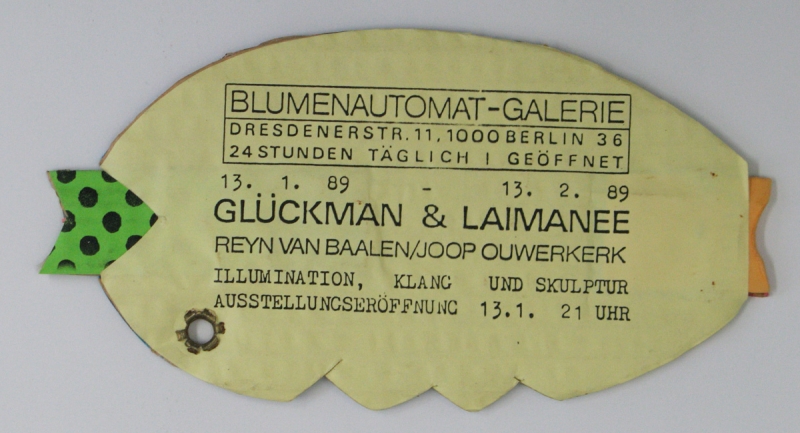 BLUMENAUTOMAT-GALERIE
DRESDENERSTR. 11, 1000 BERLIN 36
24 STUNDEN TÄGLICH ! GEÖFFNET
13. 1. 89 - 13. 2. 89
GLÜCKMAN & LAIMANEE
REYN VAN BAALEN/JOOP OUWERKERK
ILLUMINATION, KLANG UND SKULPTUR
AUSSTELLUNGSERÖFFNUNG 13.1. 21 UHR